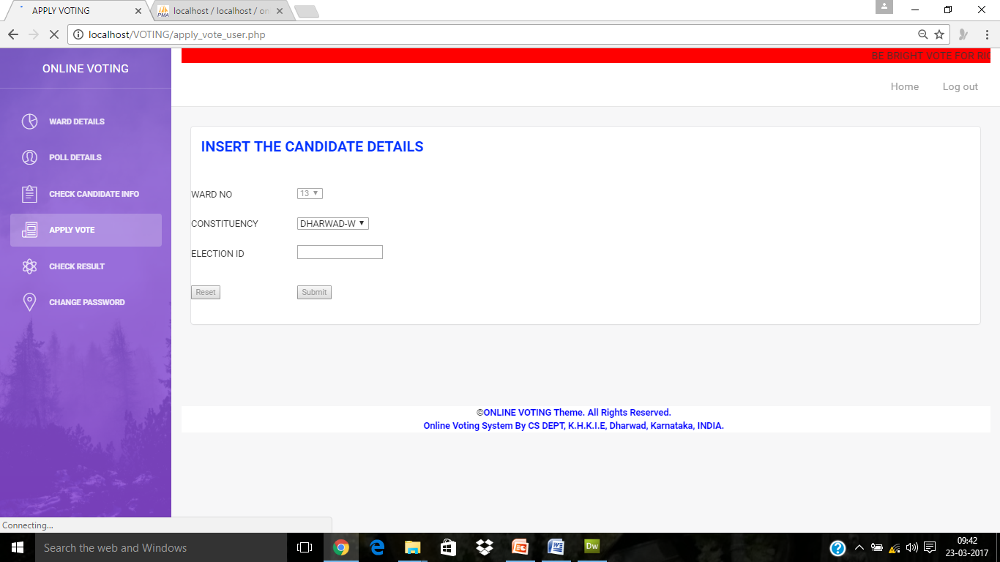 APPLY VOTING
localhost / localhost / on
localhost/VOTING/apply_vote_user.php
ONLINE VOTING
BE BRIGHT VOTE FOR
Home
Log out
WARD DETAILS
POLL DETAILS
CHECK CANDIDATE INFO
APPLY VOTE
CHECK RESULT
CHANGE PASSWORD
INSERT THE CANDIDATE DETAILS
WARD NO 13
CONSTITUENCY DHARWAD-W
ELECTION ID
Reset Submit
©ONLINE VOTING Theme. All Rights Reserved.
Online Voting System By CS DEPT, K.H.K.I.E, Dharwad, Karnataka, INDIA.
Connecting...
Search the web and Windows
09:42
23-03-2017